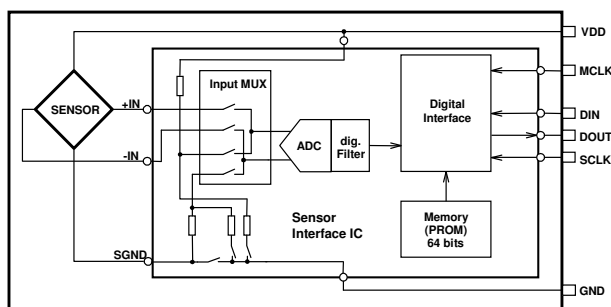 VDD
MCLK
Input MUX
SENSOR
+IN
Digital
Interface
DIN
DOUT
ADC
dig.
Filter
-IN
SCLK
Sensor
Interface IC
Memory
(PROM)
64 bits
SGND
GND